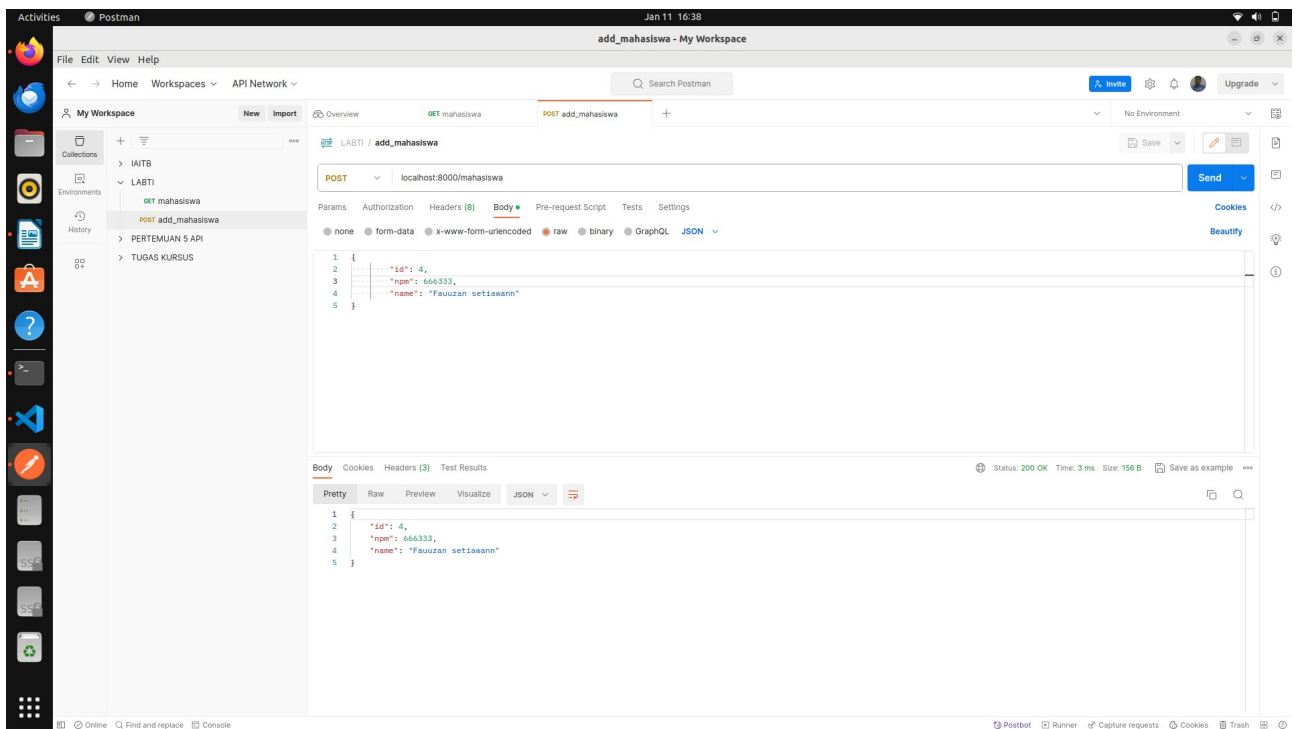 Activities Postman Jan 11 16:38
add_mahasiswa - My Workspace
File Edit View Help
Home Workspaces API Network Search Postman Invite Upgrade
My Workspace New Import Overview GET mahasiswa POST add_mahasiswa + No Environment
Collections
Environments
History
IAITB
LABTI
GET mahasiswa
POST add_mahasiswa
PERTEMUAN 5 API
TUGAS KURSUS
HTTP LABTI / add_mahasiswa Save
POST localhost:8000/mahasiswa Send
Params Authorization Headers (8) Body Pre-request Script Tests Settings Cookies
none form-data x-www-form-urlencoded raw binary GraphQL JSON Beautify
1 {
2 "id": 4,
3 "npm": 666333,
4 "name": "Fauuzan setiawann"
5 }
Body Cookies Headers (3) Test Results Status: 200 OK Time: 3 ms Size: 156 B Save as example
Pretty Raw Preview Visualize JSON
1 {
2 "id": 4,
3 "npm": 666333,
4 "name": "Fauuzan setiawann"
5 }
Online Find and replace Console Postbot Runner Capture requests Cookies Trash